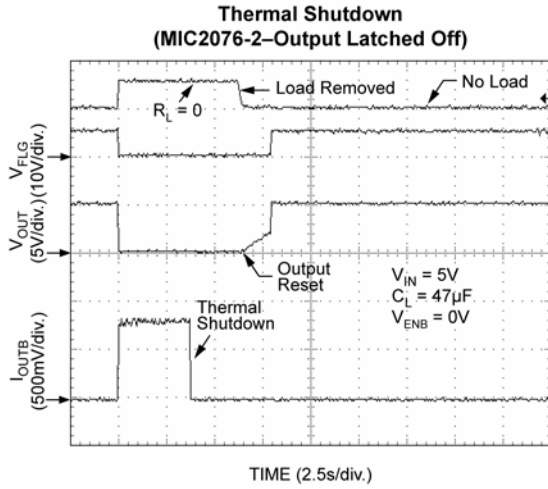 Thermal Shutdown
(MIC2076-2–Output Latched Off)
Load Removed
No Load
R_L = 0
V_FLG
(10V/div.)
V_OUT
(5V/div.)
Output
Reset
V_IN = 5V
C_L = 47µF
V_ENB = 0V
Thermal
Shutdown
I_OUTB
(500mV/div.)
TIME (2.5s/div.)